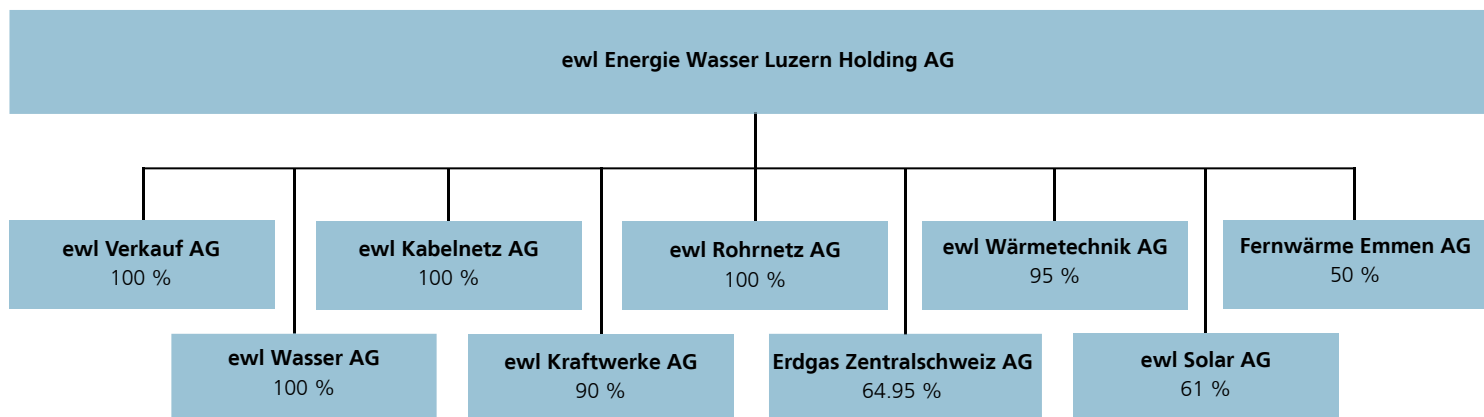 ewl Energie Wasser Luzern Holding AG
ewl Verkauf AG
100 %
ewl Kabelnetz AG
100 %
ewl Rohrnetz AG
100 %
ewl Wärmetechnik AG
95 %
Fernwärme Emmen AG
50 %
ewl Wasser AG
100 %
ewl Kraftwerke AG
90 %
Erdgas Zentralschweiz AG
64.95 %
ewl Solar AG
61 %